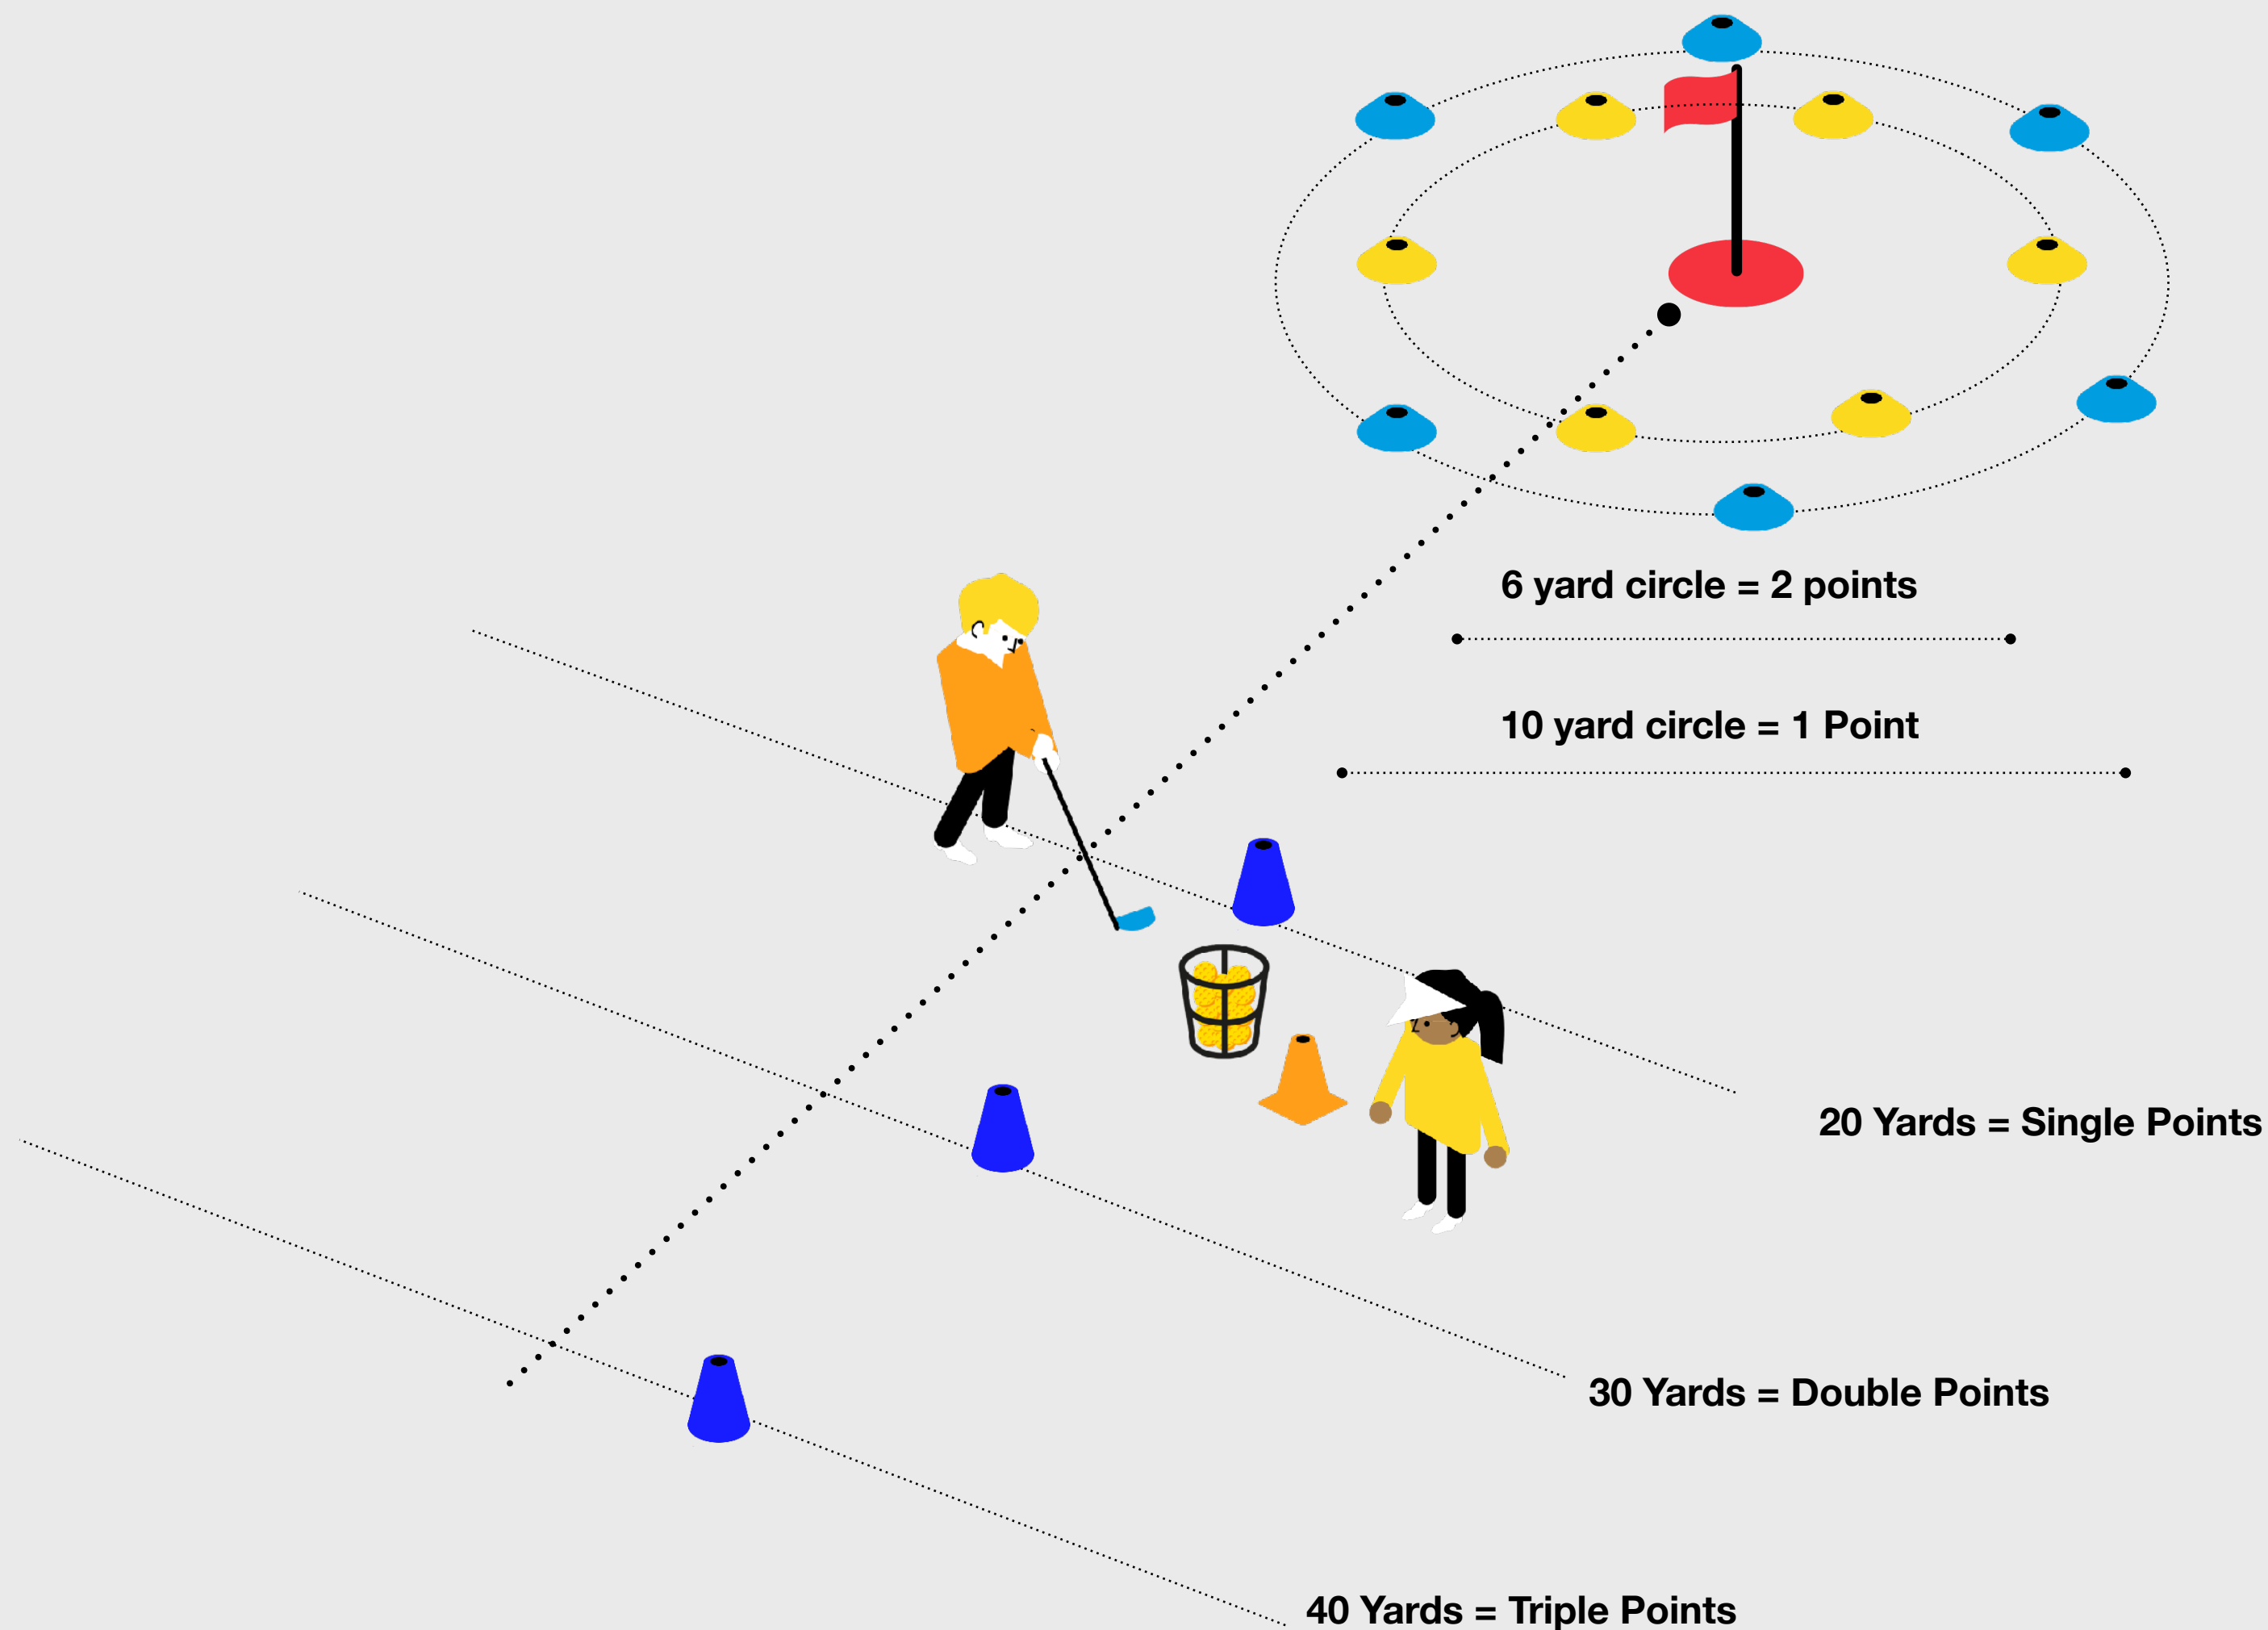 6 yard circle = 2 points
10 yard circle = 1 Point
20 Yards = Single Points
30 Yards = Double Points
40 Yards = Triple Points